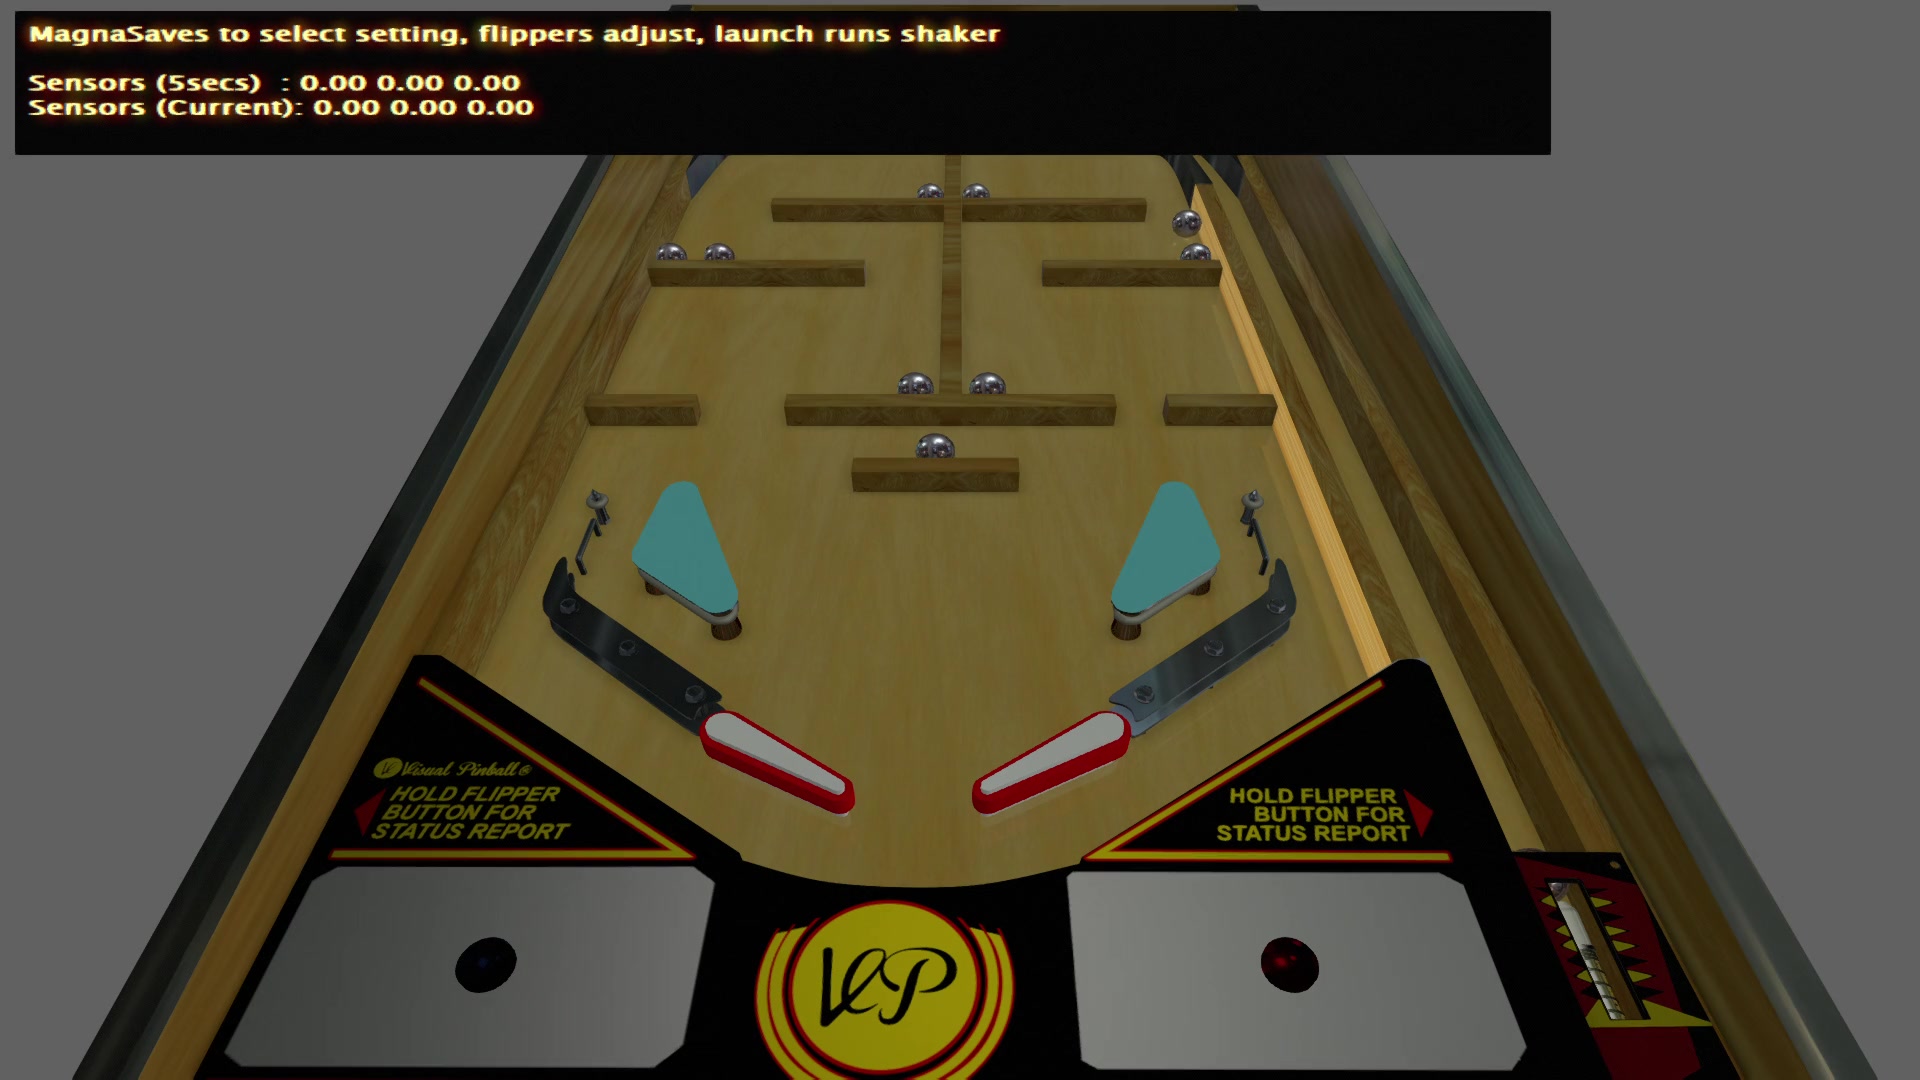 MagnaSaves to select setting, flippers adjust, launch runs shaker
Sensors (5secs)  : 0.00 0.00 0.00
Sensors (Current): 0.00 0.00 0.00
Visual Pinball®
HOLD FLIPPER
BUTTON FOR
STATUS REPORT
HOLD FLIPPER
BUTTON FOR
STATUS REPORT
VP